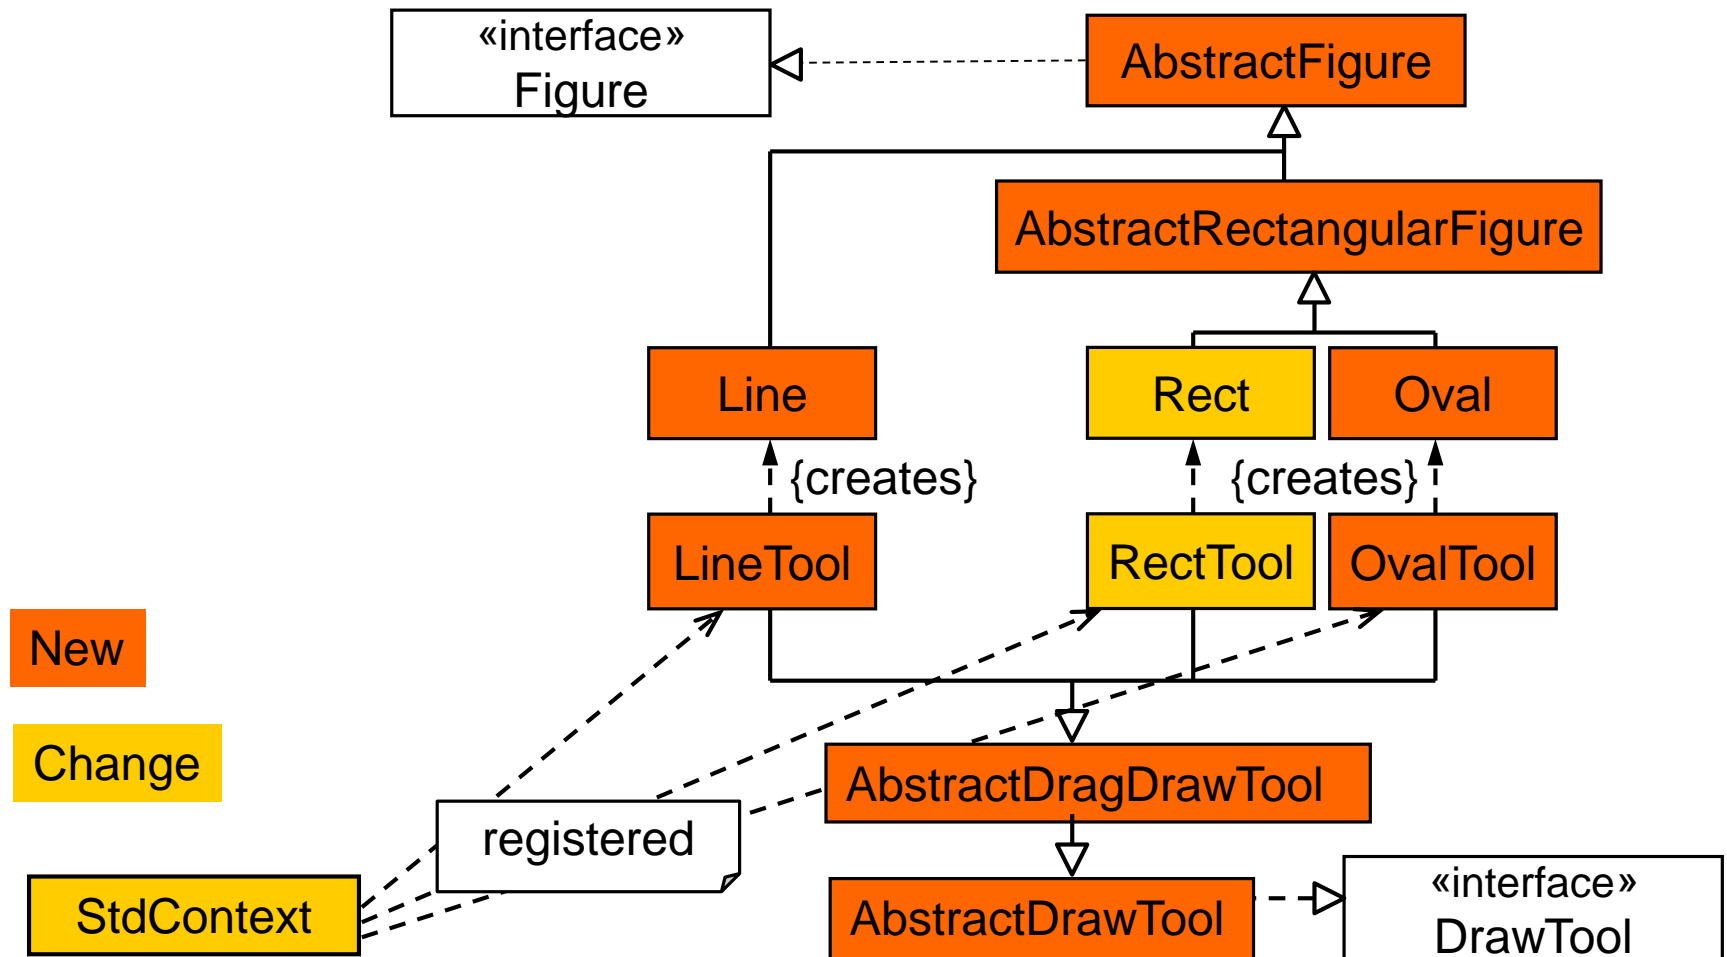 «interface»
Figure
AbstractFigure
AbstractRectangularFigure
Line
Rect
Oval
{creates}
{creates}
LineTool
RectTool
OvalTool
New
Change
AbstractDragDrawTool
registered
StdContext
AbstractDrawTool
«interface»
DrawTool